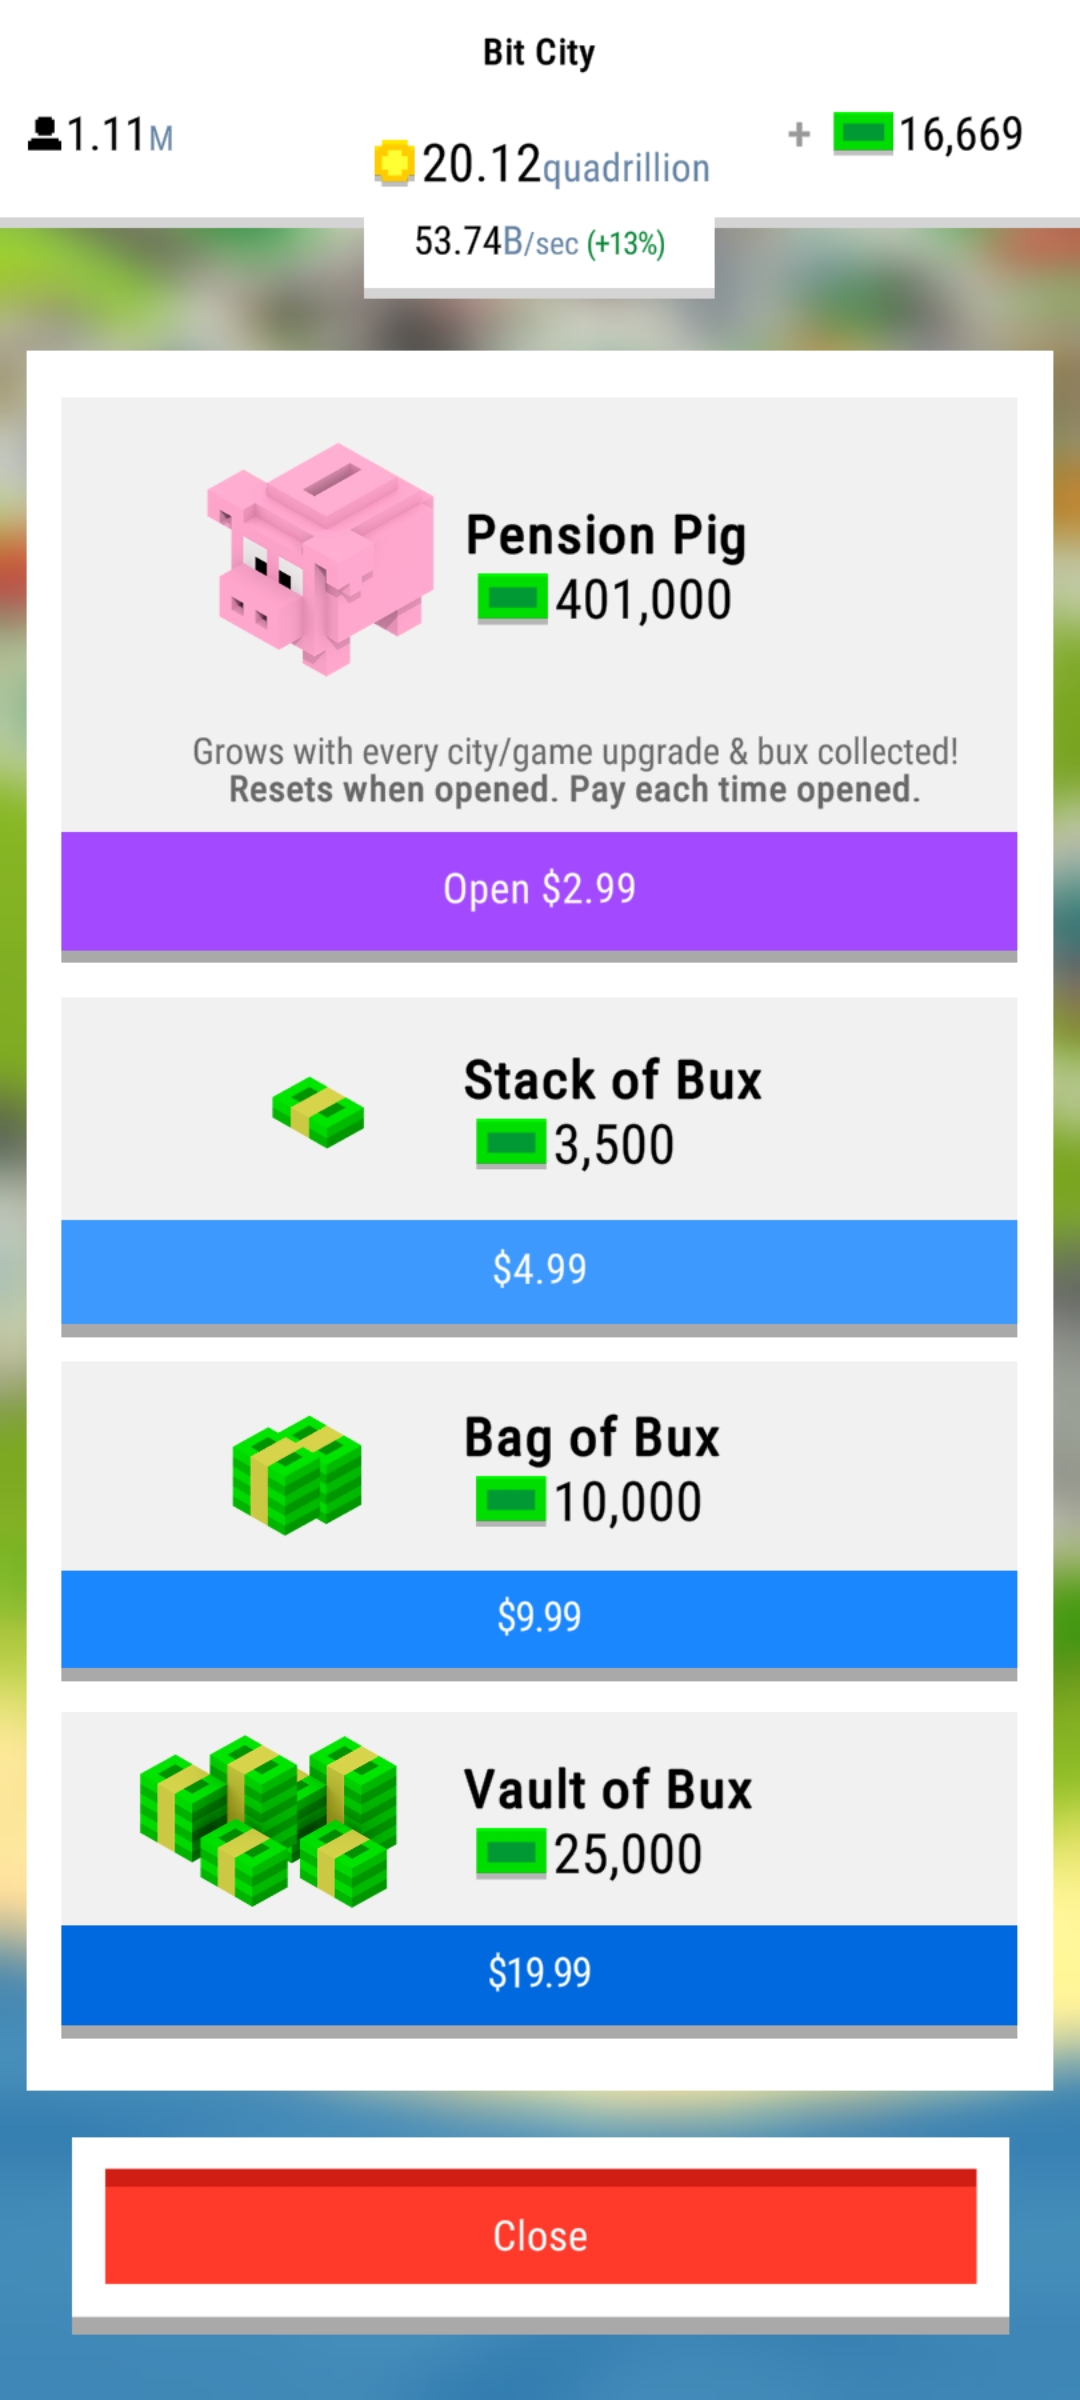 Bit City
1.11M
20.12quadrillion
+ 16,669
53.74B/sec (+13%)
Pension Pig
401,000
Grows with every city/game upgrade & bux collected!
Resets when opened. Pay each time opened.
Open $2.99
Stack of Bux
3,500
$4.99
Bag of Bux
10,000
$9.99
Vault of Bux
25,000
$19.99
Close